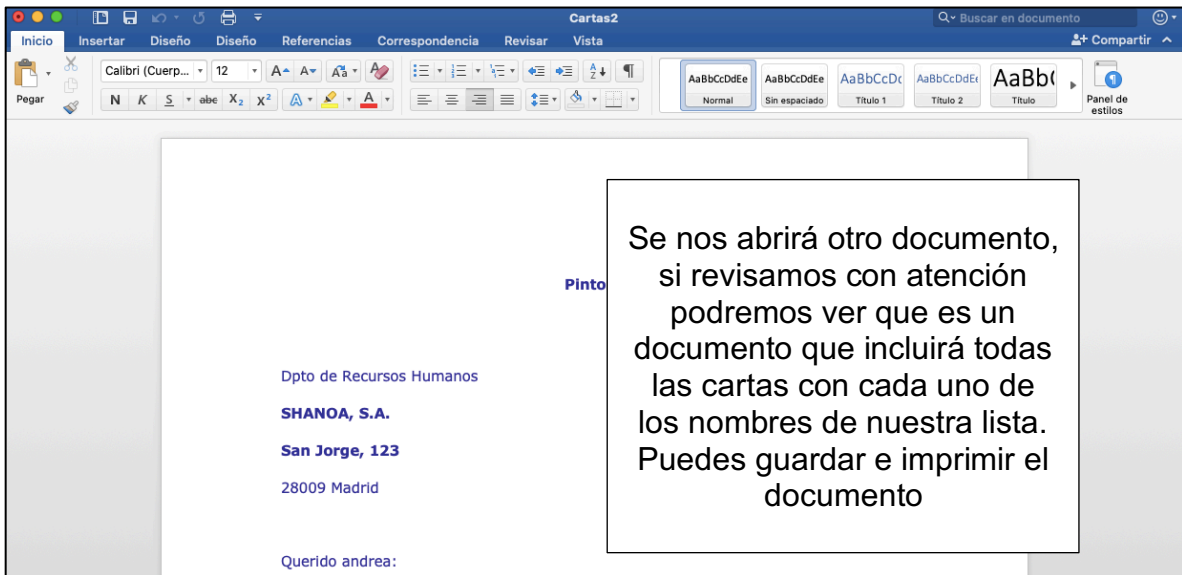 Cartas2
Buscar en documento
Inicio Insertar Diseño Diseño Referencias Correspondencia Revisar Vista
Compartir
Calibri (Cuerp... 12
Pegar
N K S abc X₂ X²
AaBbCcDdEe AaBbCcDdEe AaBbCcDc AaBbCcDdEe AaBb(
Normal Sin espaciado Título 1 Título 2 Título
Panel de
estilos
Pinto
Dpto de Recursos Humanos
SHANOA, S.A.
San Jorge, 123
28009 Madrid
Querido andrea:
Se nos abrirá otro documento,
si revisamos con atención
podremos ver que es un
documento que incluirá todas
las cartas con cada uno de
los nombres de nuestra lista.
Puedes guardar e imprimir el
documento